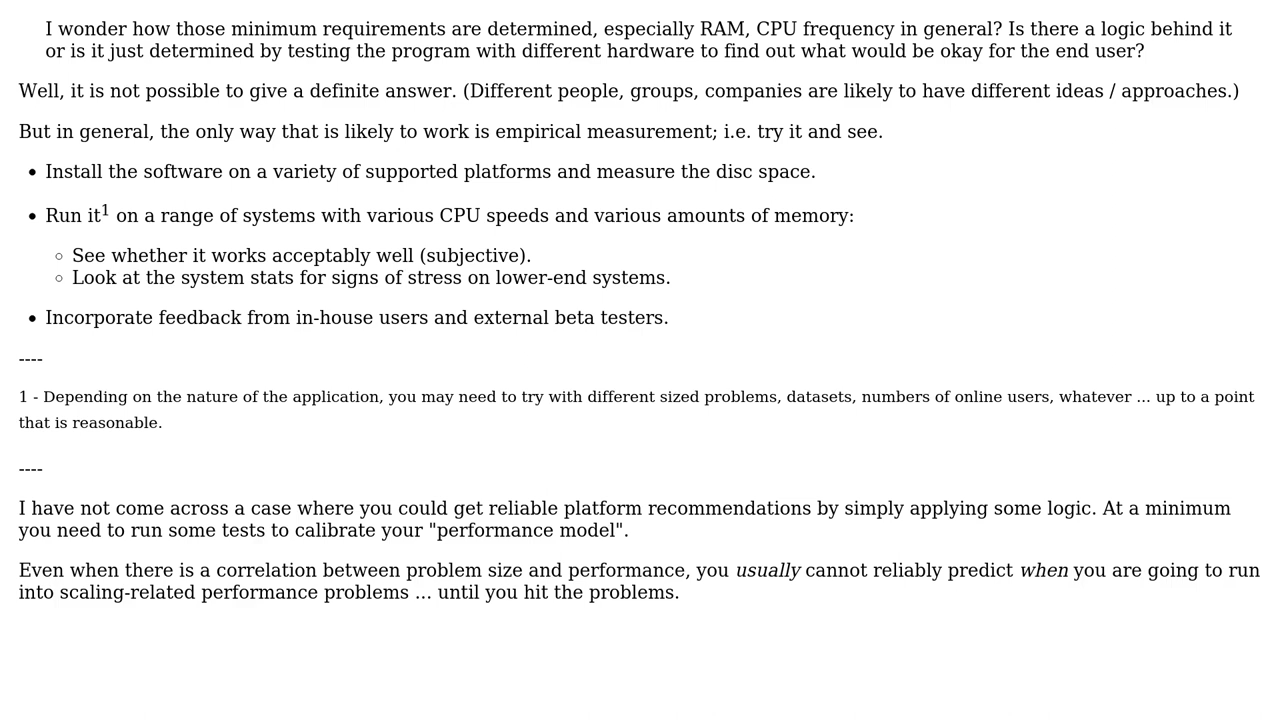 I wonder how those minimum requirements are determined, especially RAM, CPU frequency in general? Is there a logic behind it
or is it just determined by testing the program with different hardware to find out what would be okay for the end user?
Well, it is not possible to give a definite answer. (Different people, groups, companies are likely to have different ideas / approaches.)
But in general, the only way that is likely to work is empirical measurement; i.e. try it and see.
• Install the software on a variety of supported platforms and measure the disc space.
• Run it1 on a range of systems with various CPU speeds and various amounts of memory:
◦ See whether it works acceptably well (subjective).
◦ Look at the system stats for signs of stress on lower-end systems.
• Incorporate feedback from in-house users and external beta testers.
----
1 - Depending on the nature of the application, you may need to try with different sized problems, datasets, numbers of online users, whatever ... up to a point
that is reasonable.
----
I have not come across a case where you could get reliable platform recommendations by simply applying some logic. At a minimum
you need to run some tests to calibrate your "performance model".
Even when there is a correlation between problem size and performance, you usually cannot reliably predict when you are going to run
into scaling-related performance problems ... until you hit the problems.